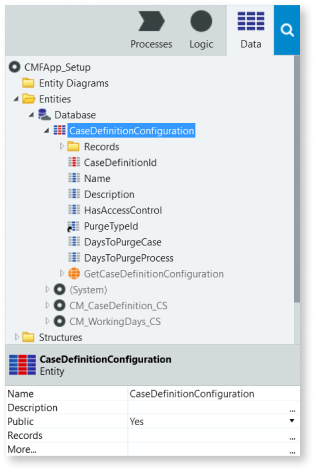 Processes Logic Data
CMFApp_Setup
Entity Diagrams
Entities
Database
CaseDefinitionConfiguration
Records
CaseDefinitionId
Name
Description
HasAccessControl
PurgeTypeId
DaysToPurgeCase
DaysToPurgeProcess
GetCaseDefinitionConfiguration
(System)
CM_CaseDefinition_CS
CM_WorkingDays_CS
Structures
CaseDefinitionConfiguration
Entity
Name CaseDefinitionConfiguration
Description ...
Public Yes
Records ...
More... ...